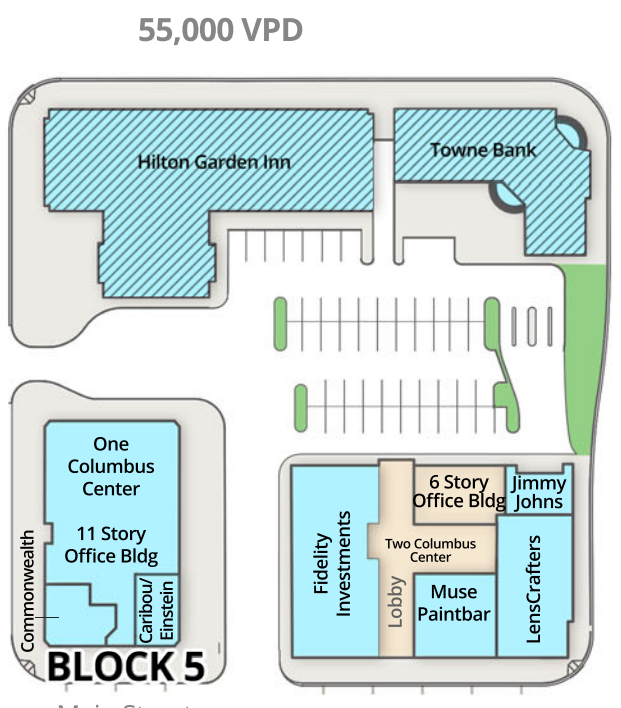 55,000 VPD
Hilton Garden Inn
Towne Bank
One
Columbus
Center
11 Story
Office Bldg
Commonwealth
Caribou/
Einstein
BLOCK 5
Fidelity
Investments
6 Story
Office Bldg
Jimmy
Johns
Two Columbus
Center
Lobby
Muse
Paintbar
LensCrafters